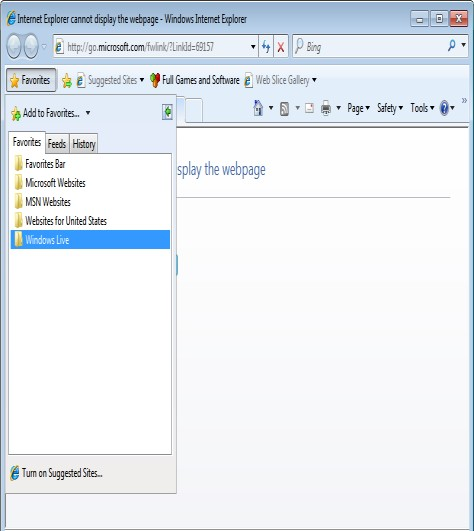 Internet Explorer cannot display the webpage - Windows Internet Explorer
http://go.microsoft.com/fwlink/?LinkId=69157
Bing
Favorites Suggested Sites Full Games and Software Web Slice Gallery
Add to Favorites... Page Safety Tools
Favorites Feeds History
Favorites Bar
splay the webpage
Microsoft Websites
MSN Websites
Websites for United States
Windows Live
Turn on Suggested Sites...